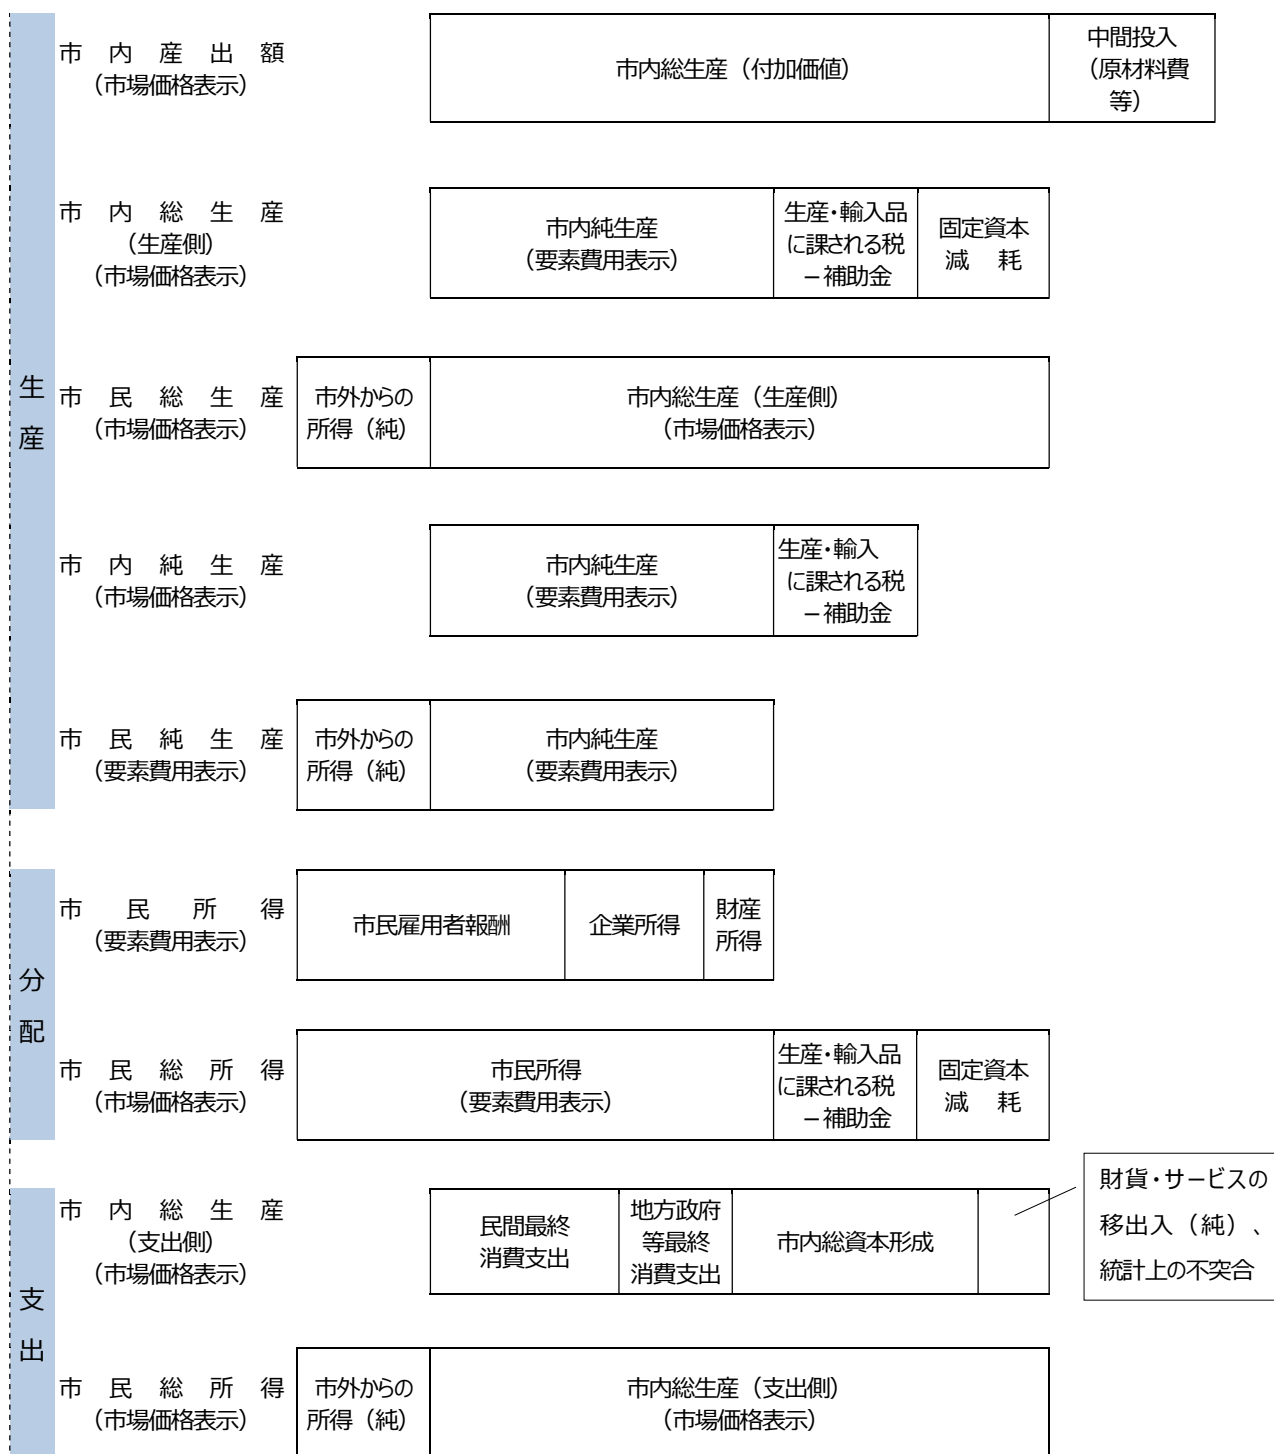 生産
市内産出額
（市場価格表示）
市内総生産（付加価値）
中間投入
（原材料費
等）
市内総生産
（生産側）
（市場価格表示）
市内純生産
（要素費用表示）
生産・輸入品
に課される税
－補助金
固定資本
減耗
市民総生産
（市場価格表示）
市外からの
所得（純）
市内総生産（生産側）
（市場価格表示）
市内純生産
（市場価格表示）
市内純生産
（要素費用表示）
生産・輸入
に課される税
－補助金
市民純生産
（要素費用表示）
市外からの
所得（純）
市内純生産
（要素費用表示）
分配
市民所得
（要素費用表示）
市民雇用者報酬
企業所得
財産
所得
市民総所得
（市場価格表示）
市民所得
（要素費用表示）
生産・輸入品
に課される税
－補助金
固定資本
減耗
支出
市内総生産
（支出側）
（市場価格表示）
民間最終
消費支出
地方政府
等最終
消費支出
市内総資本形成
財貨・サービスの
移出入（純）、
統計上の不突合
市民総所得
（市場価格表示）
市外からの
所得（純）
市内総生産（支出側）
（市場価格表示）